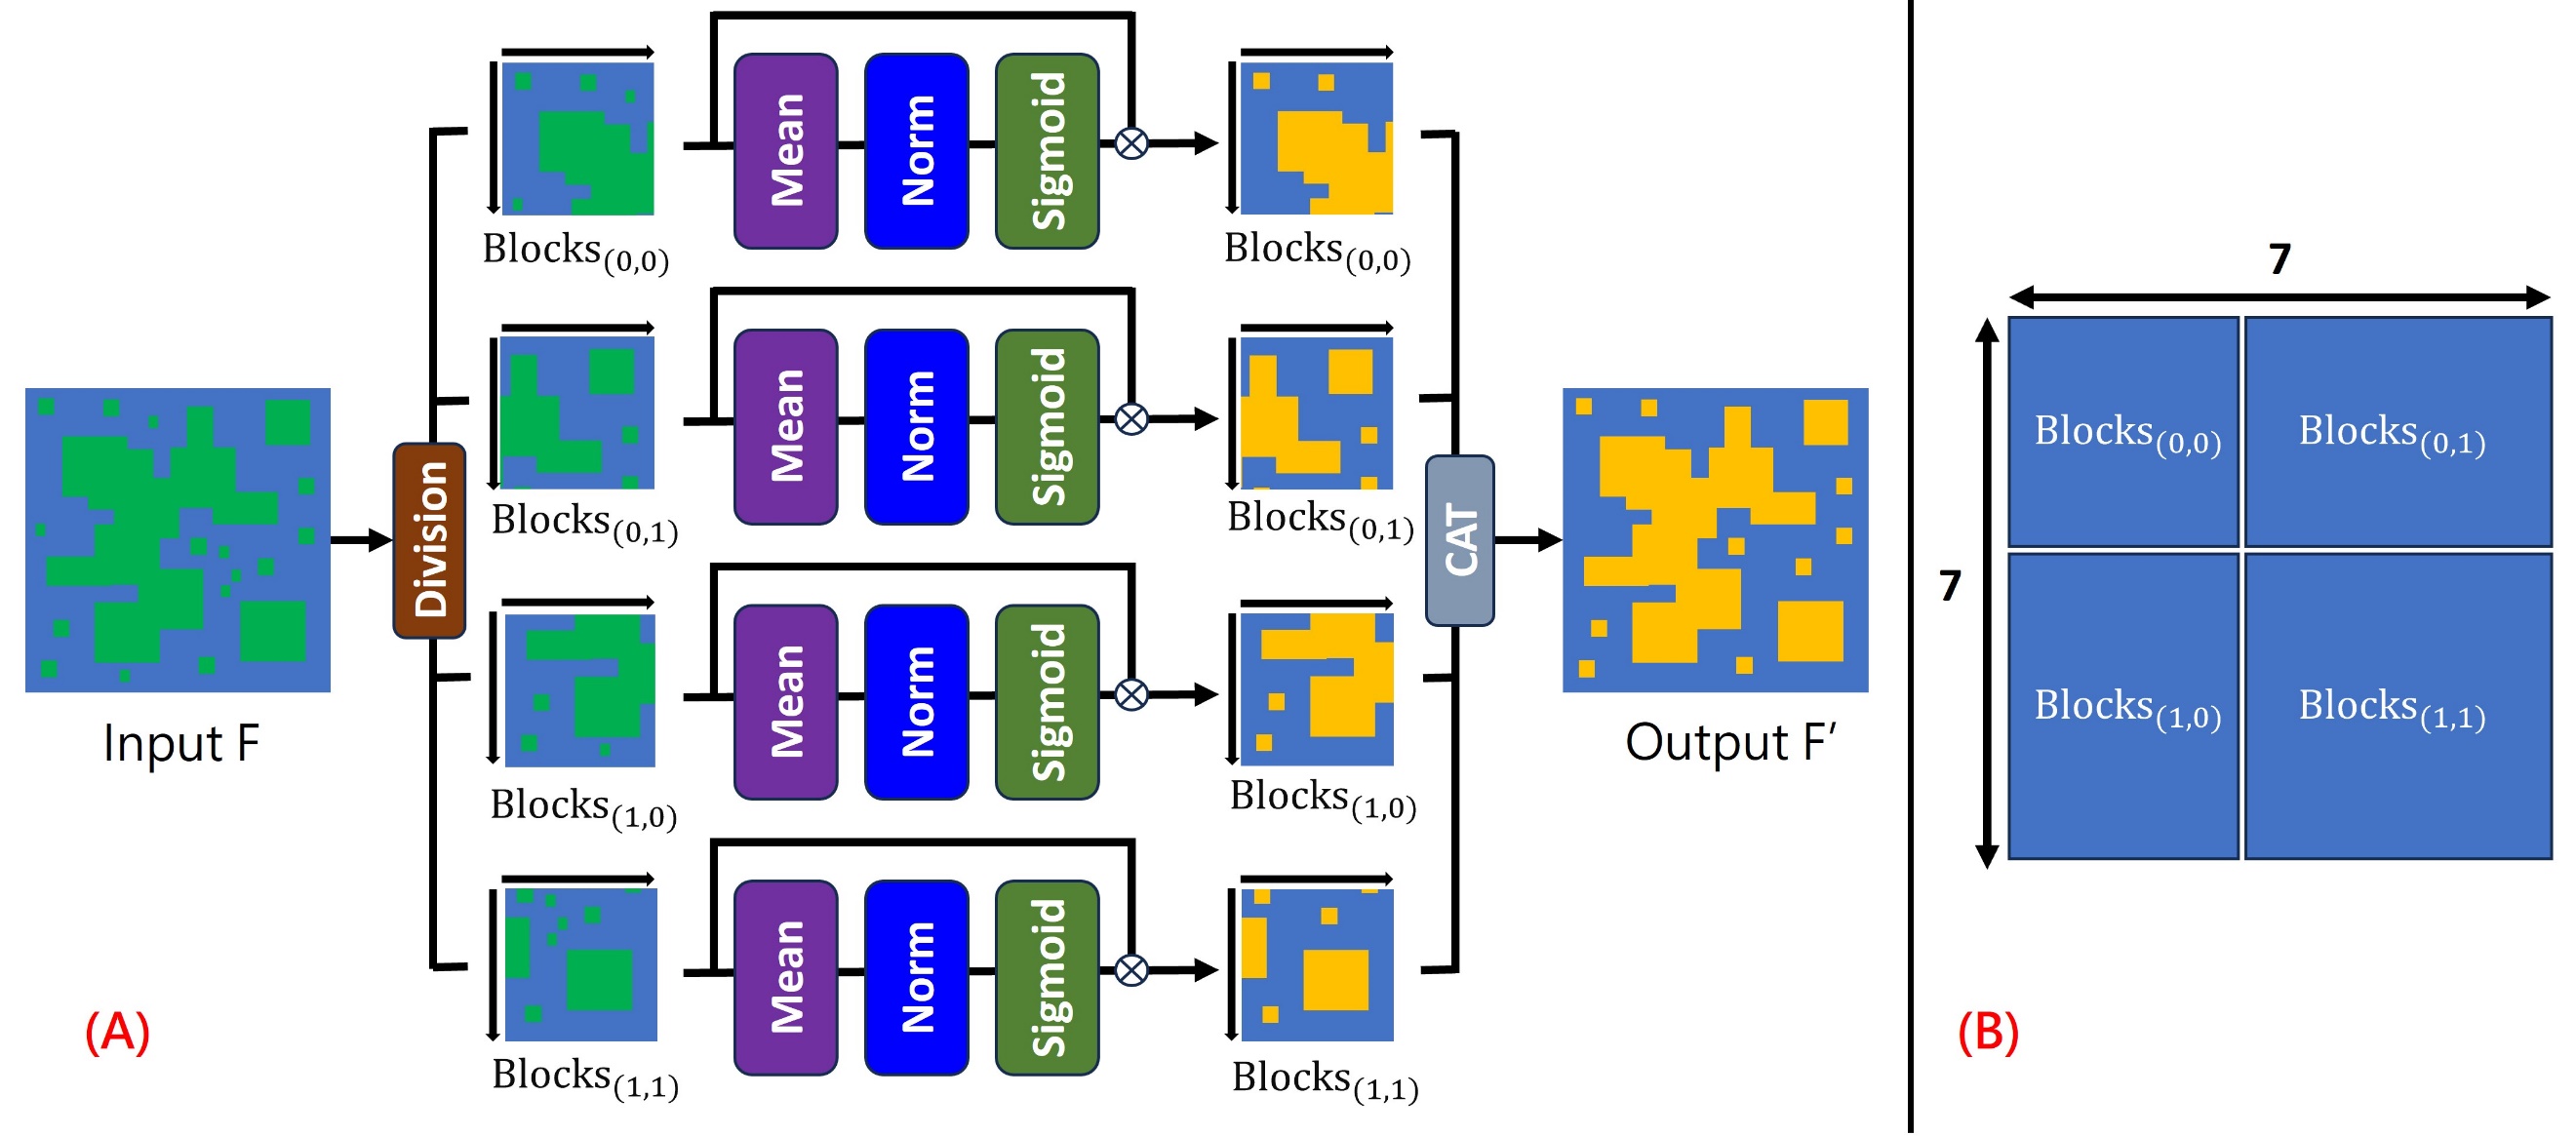 Input F
Division
Blocks(0,0)
Mean
Norm
Sigmoid
Blocks(0,0)
Blocks(0,1)
Mean
Norm
Sigmoid
Blocks(0,1)
Blocks(1,0)
Mean
Norm
Sigmoid
Blocks(1,0)
Blocks(1,1)
Mean
Norm
Sigmoid
Blocks(1,1)
CAT
Output F′
(A)
7
7
Blocks(0,0)
Blocks(0,1)
Blocks(1,0)
Blocks(1,1)
(B)